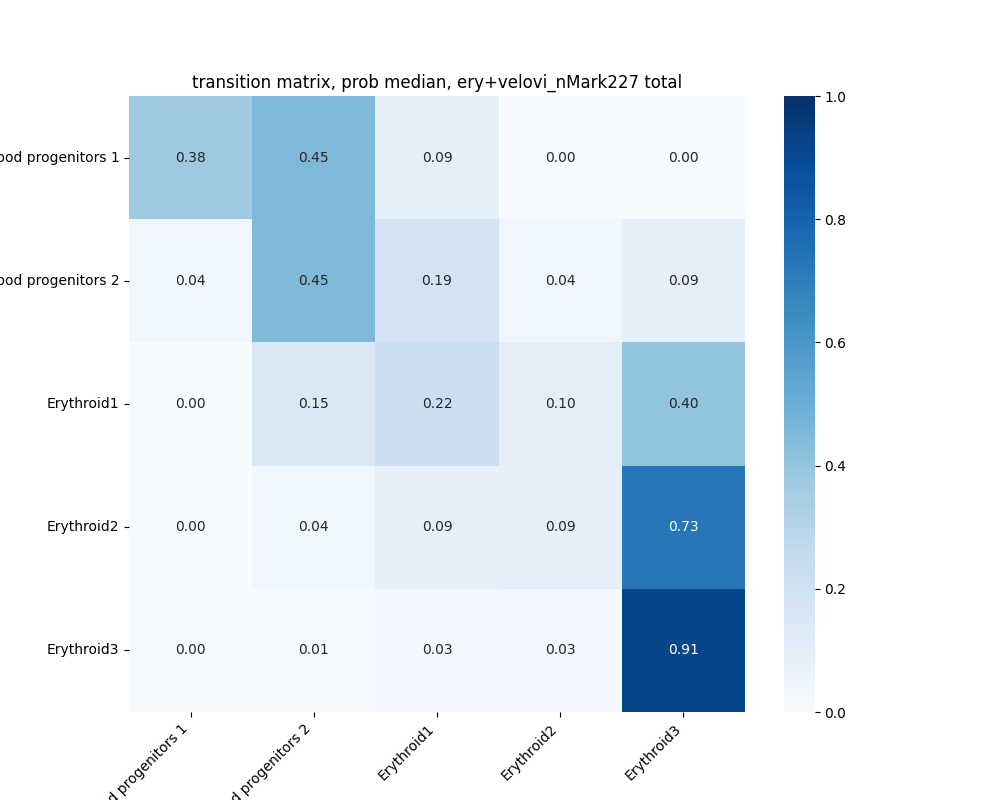 transition matrix, prob median, ery+velovi_nMark227 total
ood progenitors 1
0.38 0.45 0.09 0.00 0.00
ood progenitors 2
0.04 0.45 0.19 0.04 0.09
Erythroid1
0.00 0.15 0.22 0.10 0.40
Erythroid2
0.00 0.04 0.09 0.09 0.73
Erythroid3
0.00 0.01 0.03 0.03 0.91
d progenitors 1
d progenitors 2
Erythroid1
Erythroid2
Erythroid3
1.0
0.8
0.6
0.4
0.2
0.0